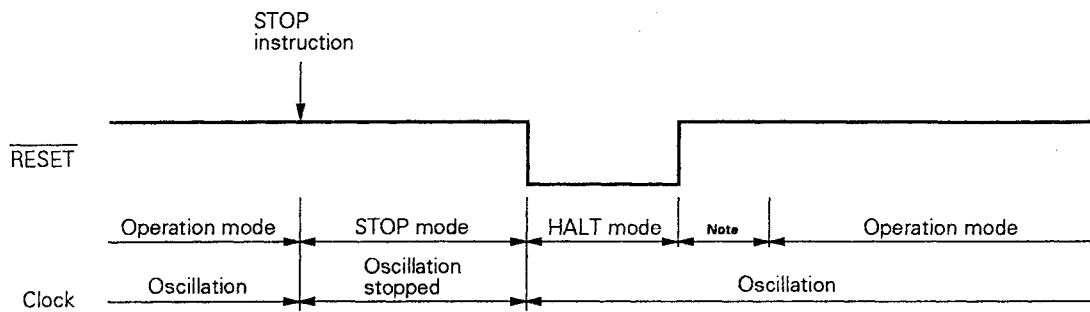 STOP
instruction
RESET
Operation mode
STOP mode
HALT mode
Note
Operation mode
Clock
Oscillation
Oscillation
stopped
Oscillation